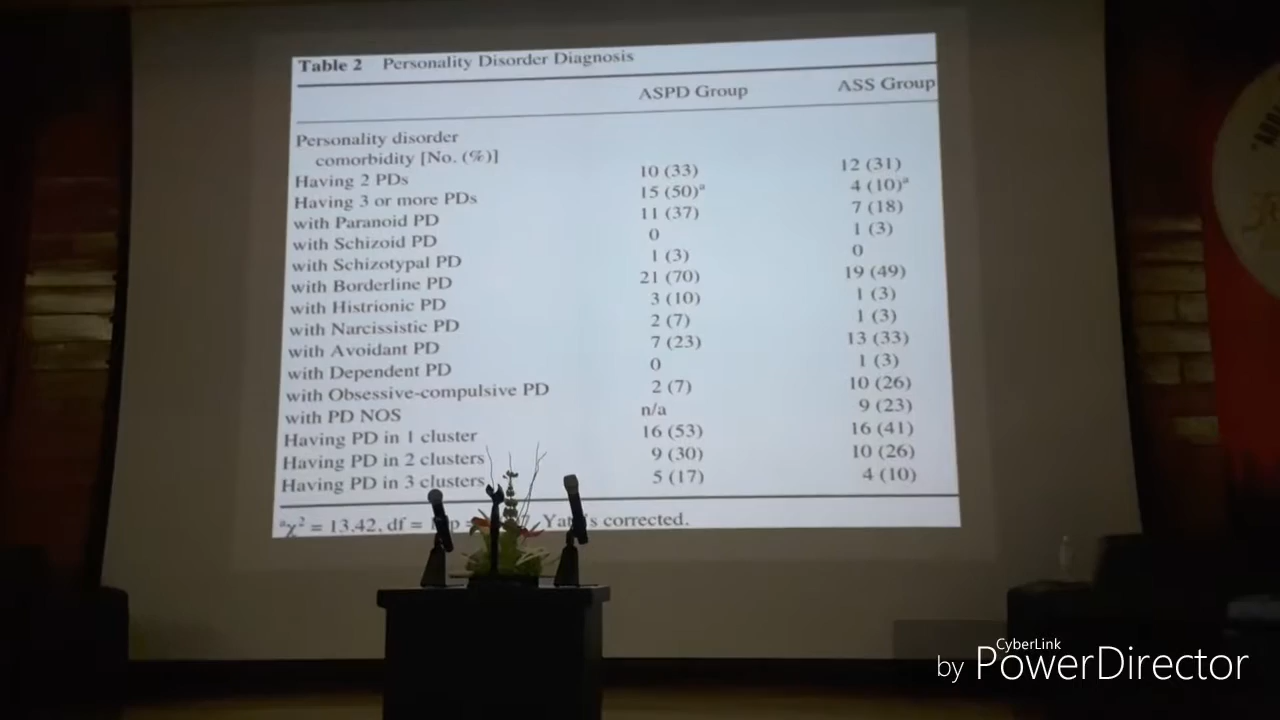 Table 2 Personality Disorder Diagnosis
ASPD Group ASS Group
Personality disorder
comorbidity [No. (%)]
Having 2 PDs 10 (33) 12 (31)
Having 3 or more PDs 15 (50)ᵃ 4 (10)ᵃ
with Paranoid PD 11 (37) 7 (18)
with Schizoid PD 0 1 (3)
with Schizotypal PD 1 (3) 0
with Borderline PD 21 (70) 19 (49)
with Histrionic PD 3 (10) 1 (3)
with Narcissistic PD 2 (7) 1 (3)
with Avoidant PD 7 (23) 13 (33)
with Dependent PD 0 1 (3)
with Obsessive-compulsive PD 2 (7) 10 (26)
with PD NOS n/a 9 (23)
Having PD in 1 cluster 16 (53) 16 (41)
Having PD in 2 clusters 9 (30) 10 (26)
Having PD in 3 clusters 5 (17) 4 (10)
ᵃχ² = 13.42, df = p corrected.
by CyberLink PowerDirector